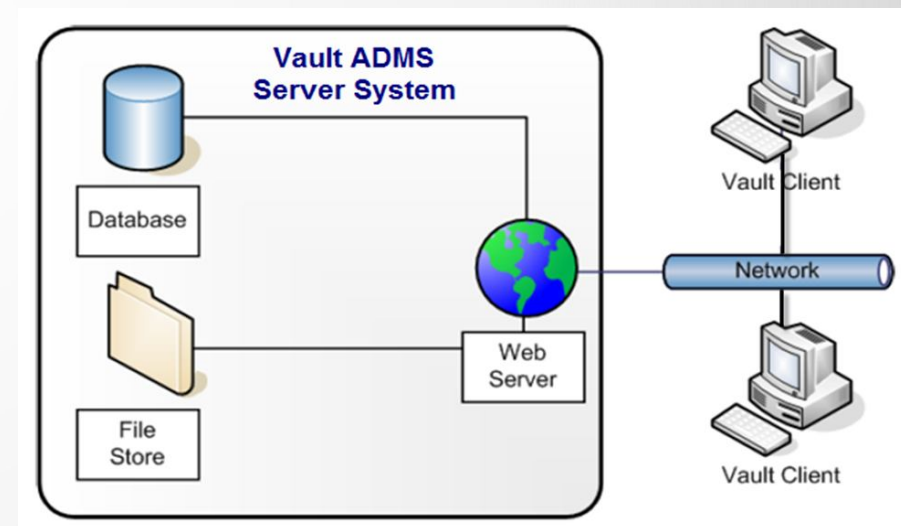 Vault ADMS
Server System
Database
File
Store
Web
Server
Vault Client
Network
Vault Client